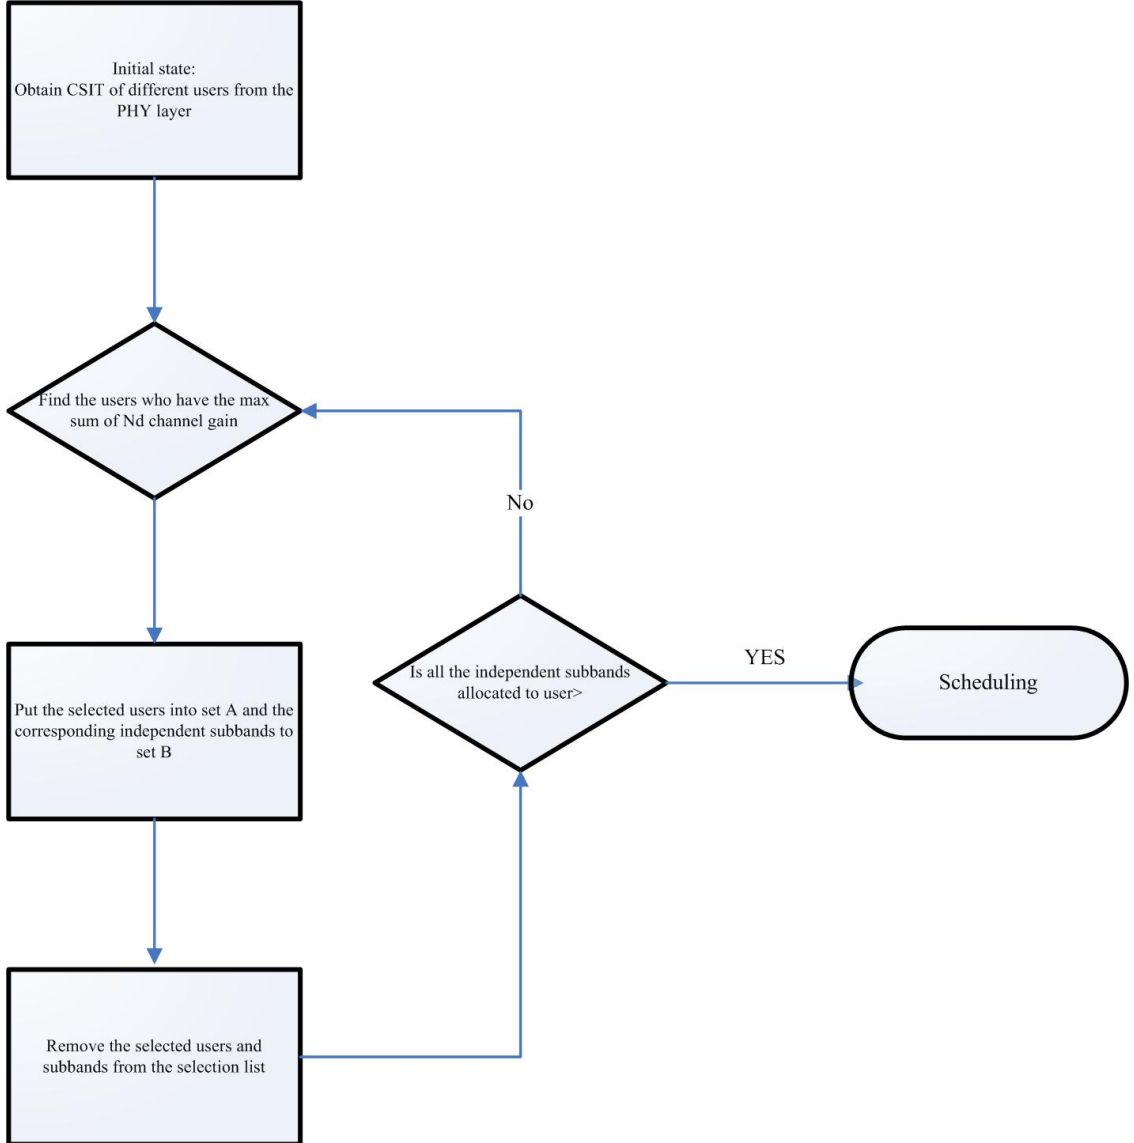 Initial state:
Obtain CSIT of different users from the
PHY layer
Find the users who have the max
sum of Nd channel gain
No
Is all the independent subbands
allocated to user>
YES
Scheduling
Put the selected users into set A and the
corresponding independent subbands to
set B
Remove the selected users and
subbands from the selection list